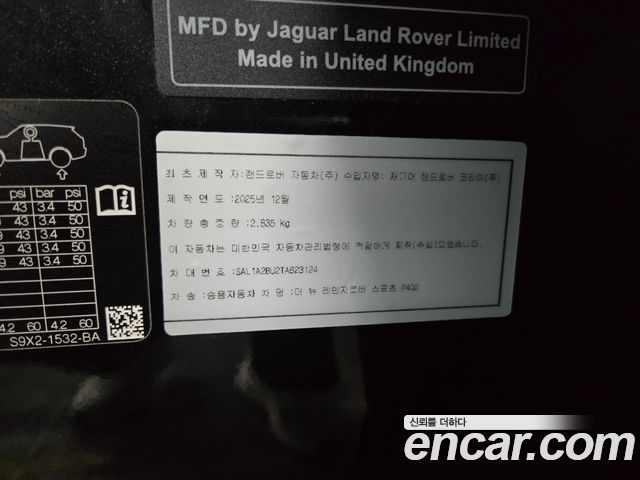 MFD by Jaguar Land Rover Limited
Made in United Kingdom
최초 제작 자:랜드로버 자동차(주) 수입자명: 재규어 랜드로버 코리아(주)
제작 연도 :2025년 12월
차량 총 중량 :2,835 kg
이 자동차는 대한민국 자동차관리법령에 적합하게 제작(수입)되었습니다.
차 대 번 호 :SAL1A2BU2TA623124
차 종 :승용자동차 차 명 :더 뉴 레인지로버 스포츠 P400
psi bar psi
43 3.4 50
43 3.4 50
43 3.4 50
43 3.4 50
4.2 60 4.2 60
S9X2-1532-BA
신뢰를 더하다
encar.com